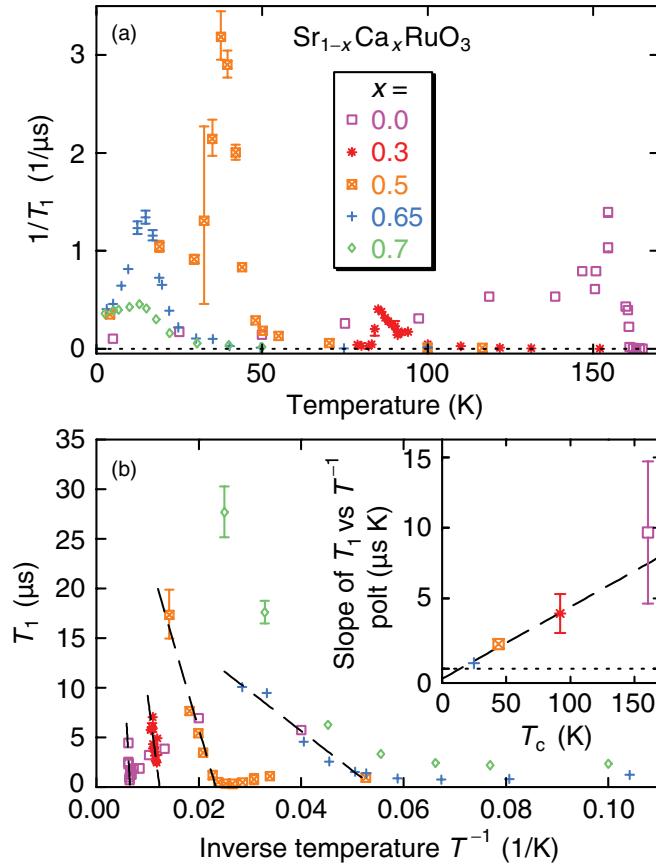 (a)
Sr1−xCaxRuO3
x =
0.0
0.3
0.5
0.65
0.7
1/T1 (1/μs)
3
2
1
0
0 50 100 150
Temperature (K)
(b)
T1 (μs)
35
30
25
20
15
10
5
0
0.00 0.02 0.04 0.06 0.08 0.10
Inverse temperature T−1 (1/K)
Slope of T1 vs T−1
polt (μs K)
15
10
5
0
0 50 100 150
Tc (K)